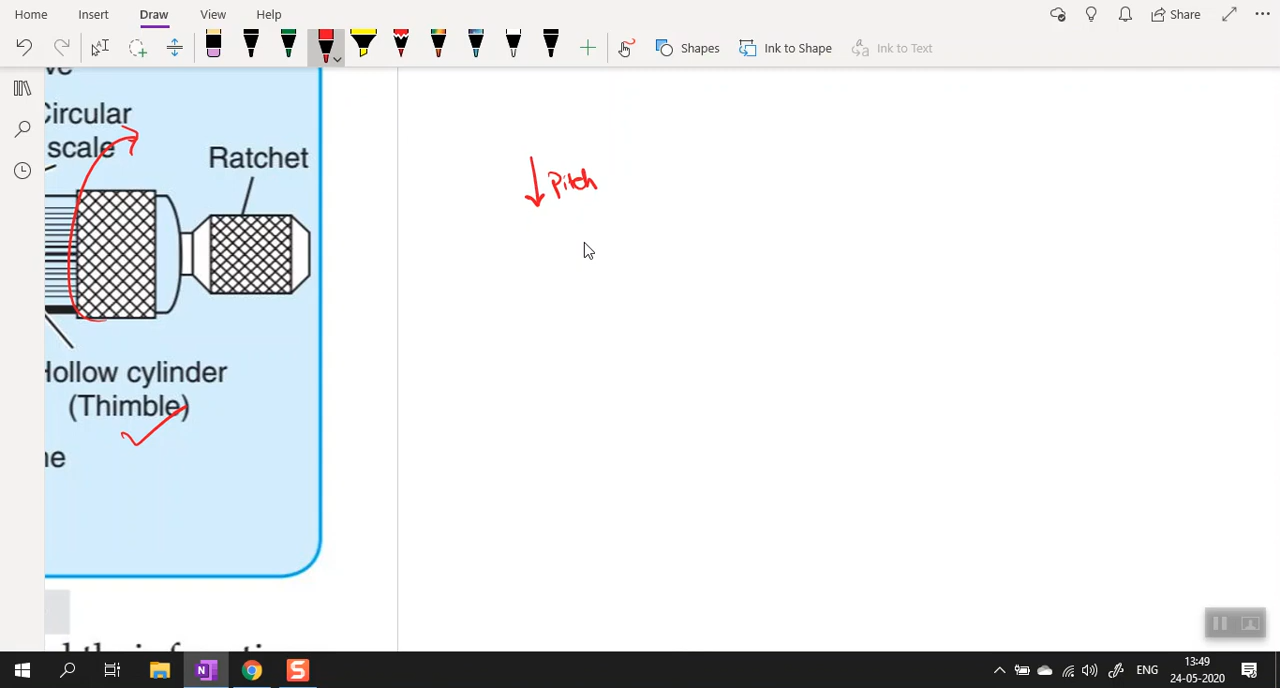 Home Insert Draw View Help Share
Shapes Ink to Shape Ink to Text
Circular
scale
Ratchet
Pitch
Hollow cylinder
(Thimble)
ENG
13:49
24-05-2020